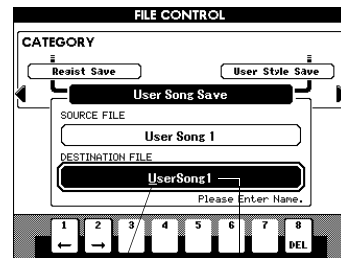 FILE CONTROL
CATEGORY
Regist Save
User Style Save
User Song Save
SOURCE FILE
User Song 1
DESTINATION FILE
UserSong1
Please Enter Name.
1 2 3 4 5 6 7 8
← → DEL